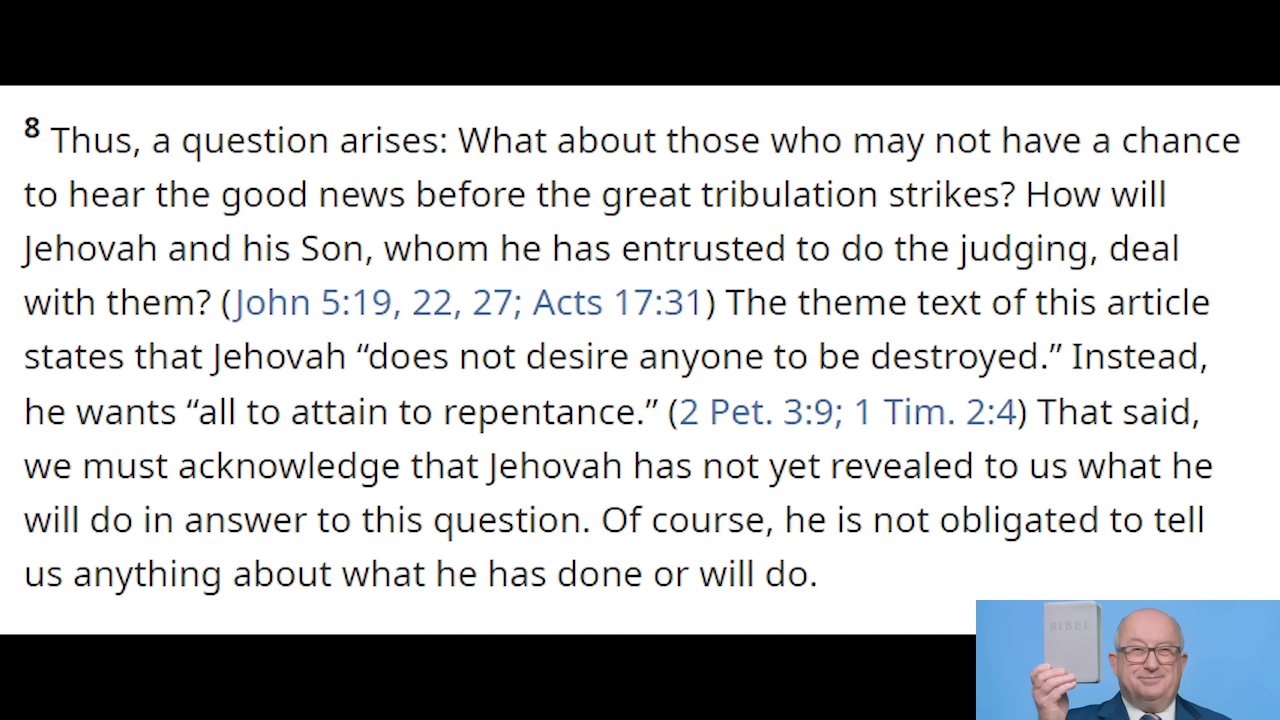 8 Thus, a question arises: What about those who may not have a chance
to hear the good news before the great tribulation strikes? How will
Jehovah and his Son, whom he has entrusted to do the judging, deal
with them? (John 5:19, 22, 27; Acts 17:31) The theme text of this article
states that Jehovah “does not desire anyone to be destroyed.” Instead,
he wants “all to attain to repentance.” (2 Pet. 3:9; 1 Tim. 2:4) That said,
we must acknowledge that Jehovah has not yet revealed to us what he
will do in answer to this question. Of course, he is not obligated to tell
us anything about what he has done or will do.
BIBEL